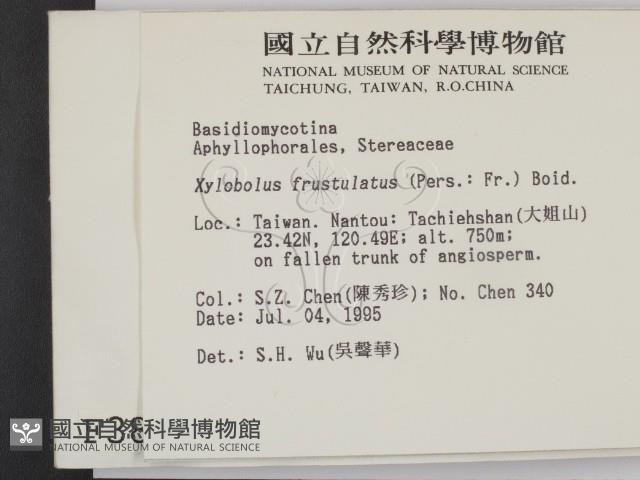 國立自然科學博物館
NATIONAL MUSEUM OF NATURAL SCIENCE
TAICHUNG, TAIWAN, R.O.CHINA
Basidiomycotina
Aphyllophorales, Stereaceae
Xylobolus frustulatus (Pers.: Fr.) Boid.
Loc.: Taiwan. Nantou: Tachiehshan(大姐山)
23.42N, 120.49E; alt. 750m;
on fallen trunk of angiosperm.
Col.: S.Z. Chen(陳秀珍); No. Chen 340
Date: Jul. 04, 1995
Det.: S.H. Wu(吳聲華)
國立自然科學博物館
NATIONAL MUSEUM OF NATURAL SCIENCE